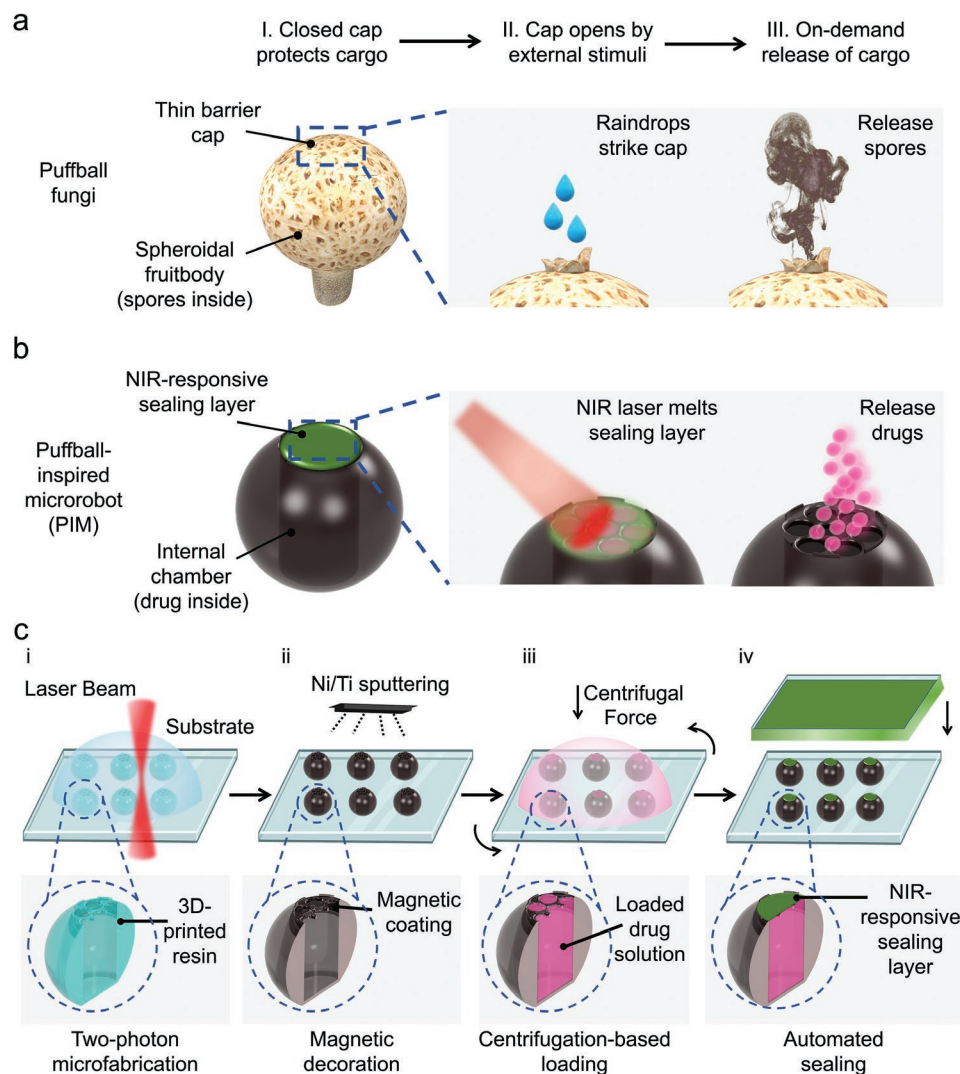 a
I. Closed cap
protects cargo
II. Cap opens by
external stimuli
III. On-demand
release of cargo
Thin barrier
cap
Puffball
fungi
Spheroidal
fruitbody
(spores inside)
Raindrops
strike cap
Release
spores
b
NIR-responsive
sealing layer
Puffball-
inspired
microrobot
(PIM)
Internal
chamber
(drug inside)
NIR laser melts
sealing layer
Release
drugs
c
i
Laser Beam
Substrate
3D-
printed
resin
Two-photon
microfabrication
ii
Ni/Ti sputtering
Magnetic
coating
Magnetic
decoration
iii
Centrifugal
Force
Loaded
drug
solution
Centrifugation-based
loading
iv
NIR-
responsive
sealing
layer
Automated
sealing